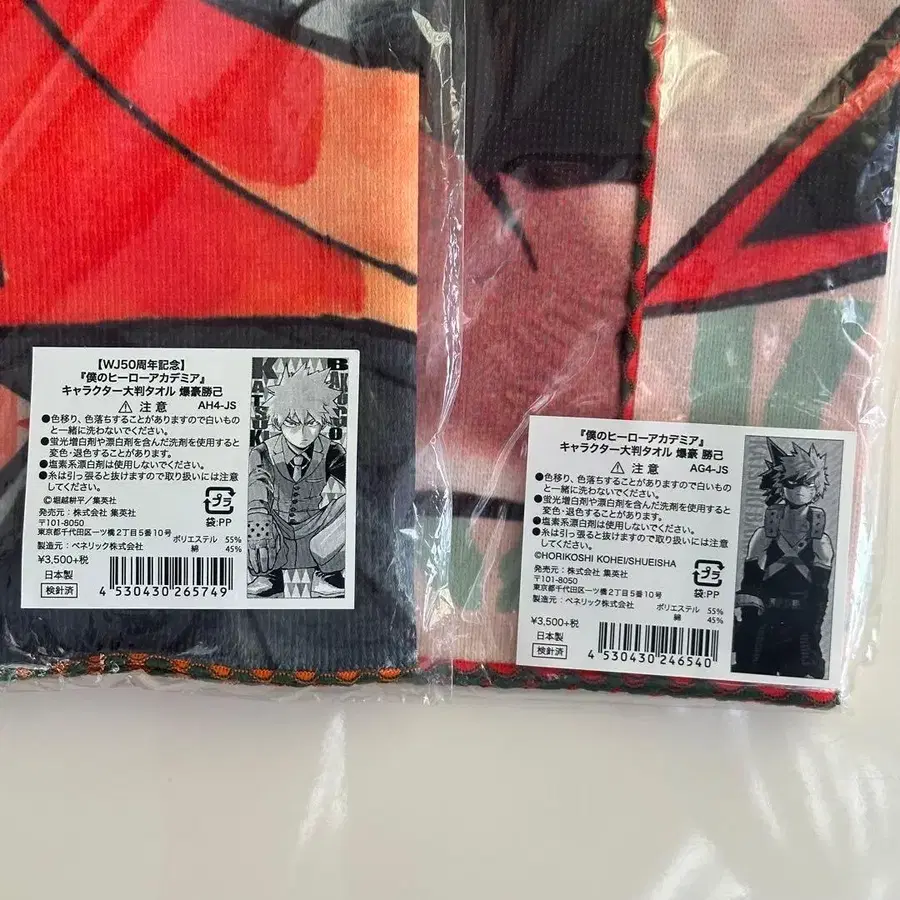 【WJ50周年記念】
『僕のヒーローアカデミア』
キャラクター大判タオル 爆豪勝己
⚠ 注意 AH4-JS
●色移り、色落ちすることがありますので白いもの
と一緒に洗わないでください。
●蛍光増白剤や漂白剤を含んだ洗剤を使用すると
変色・退色することがあります。
●塩素系漂白剤は使用しないでください。
●糸は引っ張ると抜けますので取り扱いには注意
してください。
©堀越耕平／集英社
発売元：株式会社 集英社
〒101-8050
東京都千代田区一ツ橋2丁目5番10号
製造元：ベネリック株式会社
ポリエステル 55%
綿 45%
¥3,500+税
日本製
検針済
プラ
袋:PP
4 530430 265749
KATSUKI
BAKUGO
『僕のヒーローアカデミア』
キャラクター大判タオル 爆豪 勝己
⚠ 注意 AG4-JS
●色移り、色落ちすることがありますので白いもの
と一緒に洗わないでください。
●蛍光増白剤や漂白剤を含んだ洗剤を使用すると
変色・退色することがあります。
●塩素系漂白剤は使用しないでください。
●糸は引っ張ると抜けますので取り扱いには注意
してください。
©HORIKOSHI KOHEI/SHUEISHA
発売元：株式会社 集英社
〒101-8050
東京都千代田区一ツ橋2丁目5番10号
製造元：ベネリック株式会社
ポリエステル 55%
綿 45%
¥3,500+税
日本製
検針済
プラ
袋:PP
4 530430 246540